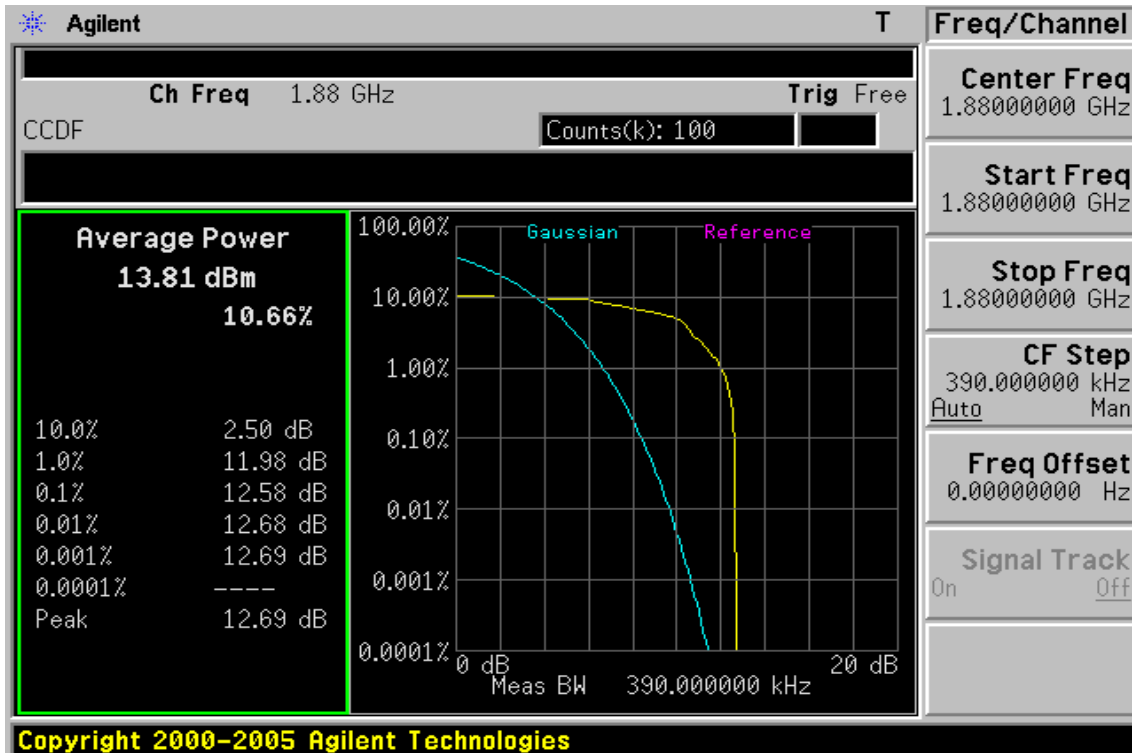 Agilent T
Ch Freq 1.88 GHz Trig Free
CCDF Counts(k): 100
Average Power
13.81 dBm
10.66%
10.0% 2.50 dB
1.0% 11.98 dB
0.1% 12.58 dB
0.01% 12.68 dB
0.001% 12.69 dB
0.0001% ----
Peak 12.69 dB
Gaussian Reference
100.00%
10.00%
1.00%
0.10%
0.01%
0.001%
0.0001%
0 dB 20 dB
Meas BW 390.000000 kHz
Freq/Channel
Center Freq
1.88000000 GHz
Start Freq
1.88000000 GHz
Stop Freq
1.88000000 GHz
CF Step
390.000000 kHz
Auto Man
Freq Offset
0.00000000 Hz
Signal Track
On Off
Copyright 2000-2005 Agilent Technologies